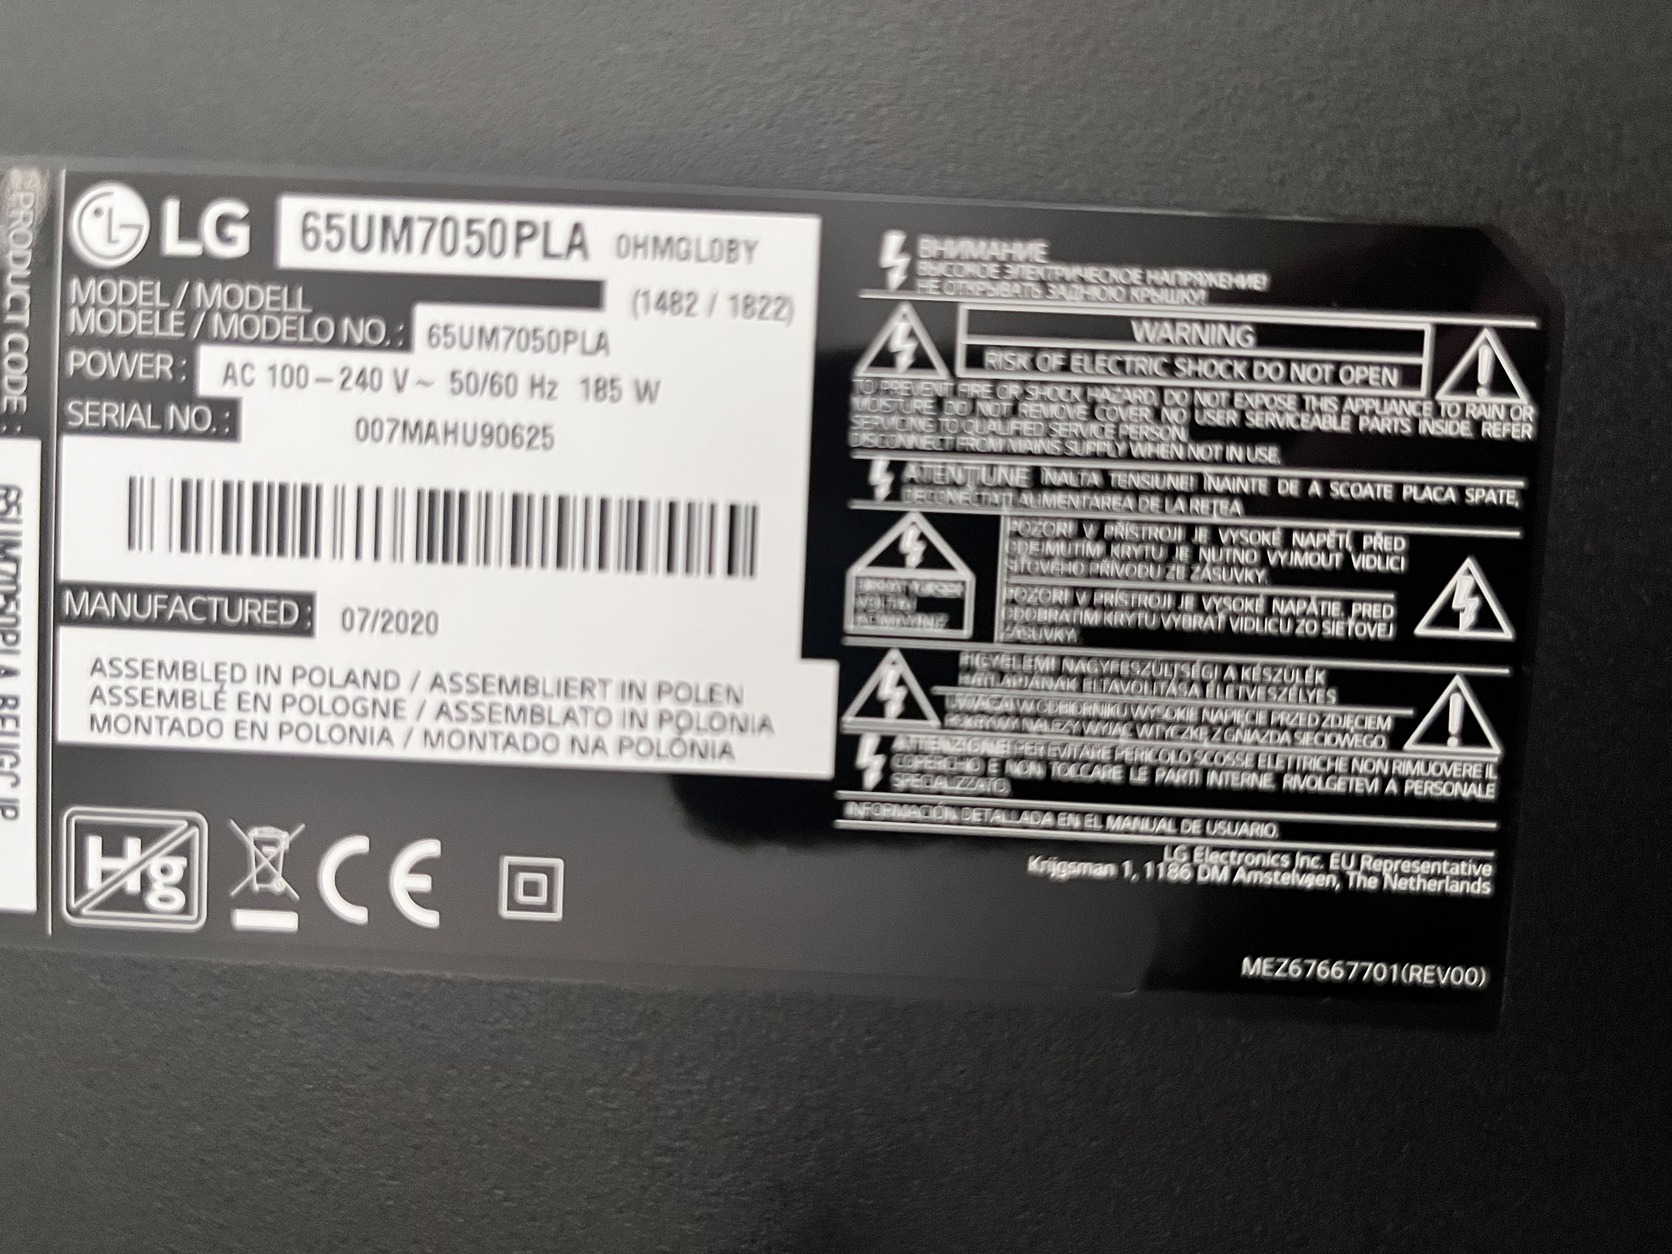 PRODUCT CODE :
65UM7050PLA.BEUGCJP
LG
65UM7050PLA 0HMGL0BY
MODEL / MODELL
(1482 / 1822)
MODÈLE / MODELO NO. : 65UM7050PLA
POWER : AC 100–240 V~ 50/60 Hz 185 W
SERIAL NO. : 007MAHU90625
MANUFACTURED : 07/2020
ASSEMBLED IN POLAND / ASSEMBLIERT IN POLEN
ASSEMBLÉ EN POLOGNE / ASSEMBLATO IN POLONIA
MONTADO EN POLONIA / MONTADO NA POLÓNIA
Hg
CE
ВНИМАНИЕ
ВЫСОКОЕ ЭЛЕКТРИЧЕСКОЕ НАПРЯЖЕНИЕ!
НЕ ОТКРЫВАТЬ ЗАДНЮЮ КРЫШКУ!
WARNING
RISK OF ELECTRIC SHOCK DO NOT OPEN
TO PREVENT FIRE OR SHOCK HAZARD, DO NOT EXPOSE THIS APPLIANCE TO RAIN OR
MOISTURE. DO NOT REMOVE COVER. NO USER SERVICEABLE PARTS INSIDE. REFER
SERVICING TO QUALIFIED SERVICE PERSON.
DISCONNECT FROM MAINS SUPPLY WHEN NOT IN USE.
ATENȚIUNE ÎNALTA TENSIUNE! ÎNAINTE DE A SCOATE PLACA SPATE,
DECONECTAȚI ALIMENTAREA DE LA REȚEA
POZOR! V PŘÍSTROJI JE VYSOKÉ NAPĚTÍ, PŘED
ODEJMUTÍM KRYTU JE NUTNO VYJMOUT VIDLICI
SÍŤOVÉHO PŘÍVODU ZE ZÁSUVKY.
POZOR! V PRÍSTROJI JE VYSOKÉ NAPÄTIE, PRED
ODOBRATÍM KRYTU VYBRAŤ VIDLICU ZO SIEŤOVEJ
ZÁSUVKY.
FIGYELEM! NAGYFESZÜLTSÉG! A KÉSZÜLÉK
HÁTLAPJÁNAK ELTÁVOLÍTÁSA ÉLETVESZÉLYES
UWAGA! W ODBIORNIKU WYSOKIE NAPIĘCIE PRZED ZDJĘCIEM
POKRYWY NALEŻY WYJĄĆ WTYCZKĘ Z GNIAZDA SIECIOWEGO.
ATTENZIONE! PER EVITARE PERICOLO SCOSSE ELETTRICHE NON RIMUOVERE IL
COPERCHIO E NON TOCCARE LE PARTI INTERNE. RIVOLGETEVI A PERSONALE
SPECIALIZZATO.
INFORMACIÓN DETALLADA EN EL MANUAL DE USUARIO.
LG Electronics Inc. EU Representative
Krijgsman 1, 1186 DM Amstelveen, The Netherlands
MEZ67667701(REV00)